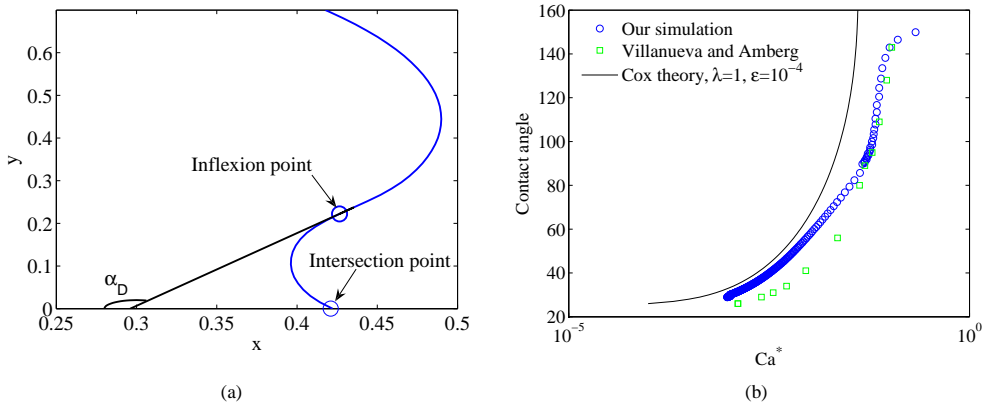 0.6
0.5
0.4
0.3
0.2
0.1
0
y
0.25
0.3
0.35
0.4
0.45
0.5
x
Inflexion point
Intersection point
α_D
(a)
160
140
120
100
80
60
40
20
Contact angle
Our simulation
Villanueva and Amberg
Cox theory, λ=1, ε=10^-4
10^-5
10^0
Ca^*
(b)